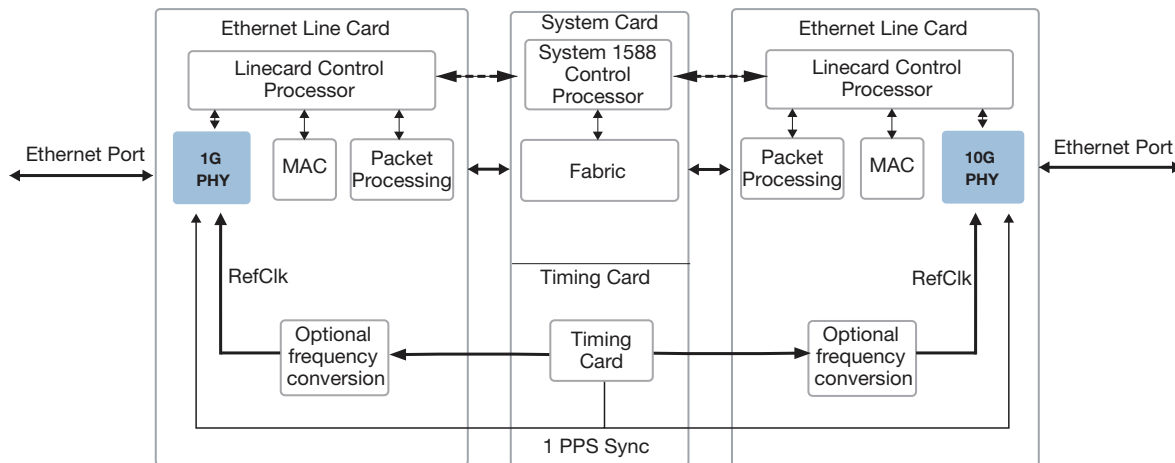 Ethernet Line Card
System Card
Ethernet Line Card
Linecard Control
Processor
System 1588
Control
Processor
Linecard Control
Processor
Ethernet Port
1G
PHY
MAC
Packet
Processing
Fabric
Packet
Processing
MAC
10G
PHY
Ethernet Port
RefClk
Timing Card
RefClk
Optional
frequency
conversion
Timing
Card
Optional
frequency
conversion
1 PPS Sync